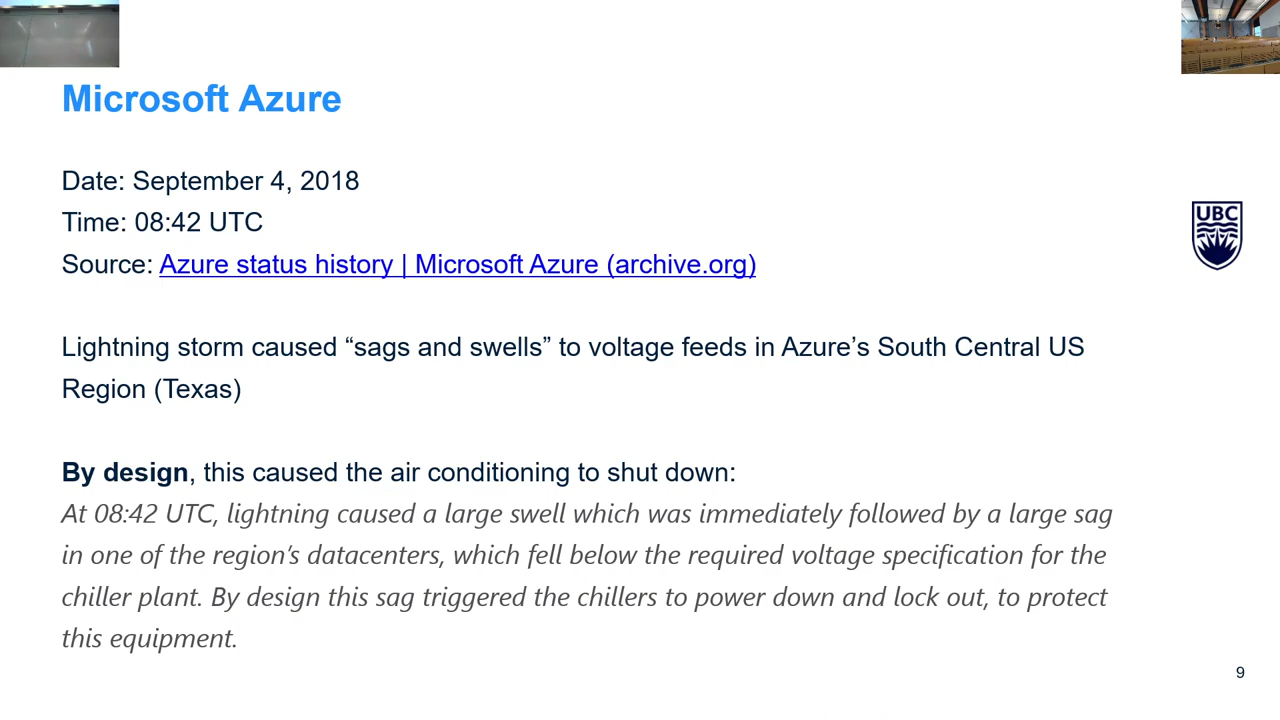 Microsoft Azure
Date: September 4, 2018
Time: 08:42 UTC
UBC
Source: Azure status history | Microsoft Azure (archive.org)
Lightning storm caused “sags and swells” to voltage feeds in Azure’s South Central US
Region (Texas)
By design, this caused the air conditioning to shut down:
At 08:42 UTC, lightning caused a large swell which was immediately followed by a large sag
in one of the region’s datacenters, which fell below the required voltage specification for the
chiller plant. By design this sag triggered the chillers to power down and lock out, to protect
this equipment.
9